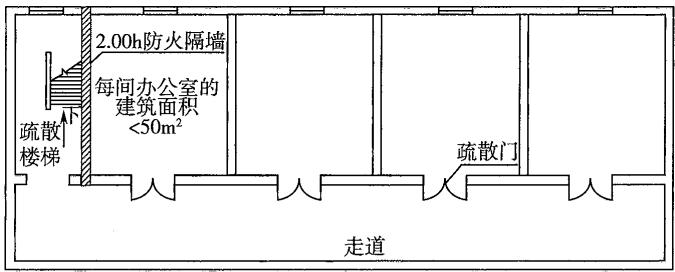 2.00h防火隔墙
每间办公室的
建筑面积
<50m²
下
疏散
楼梯
疏散门
走道